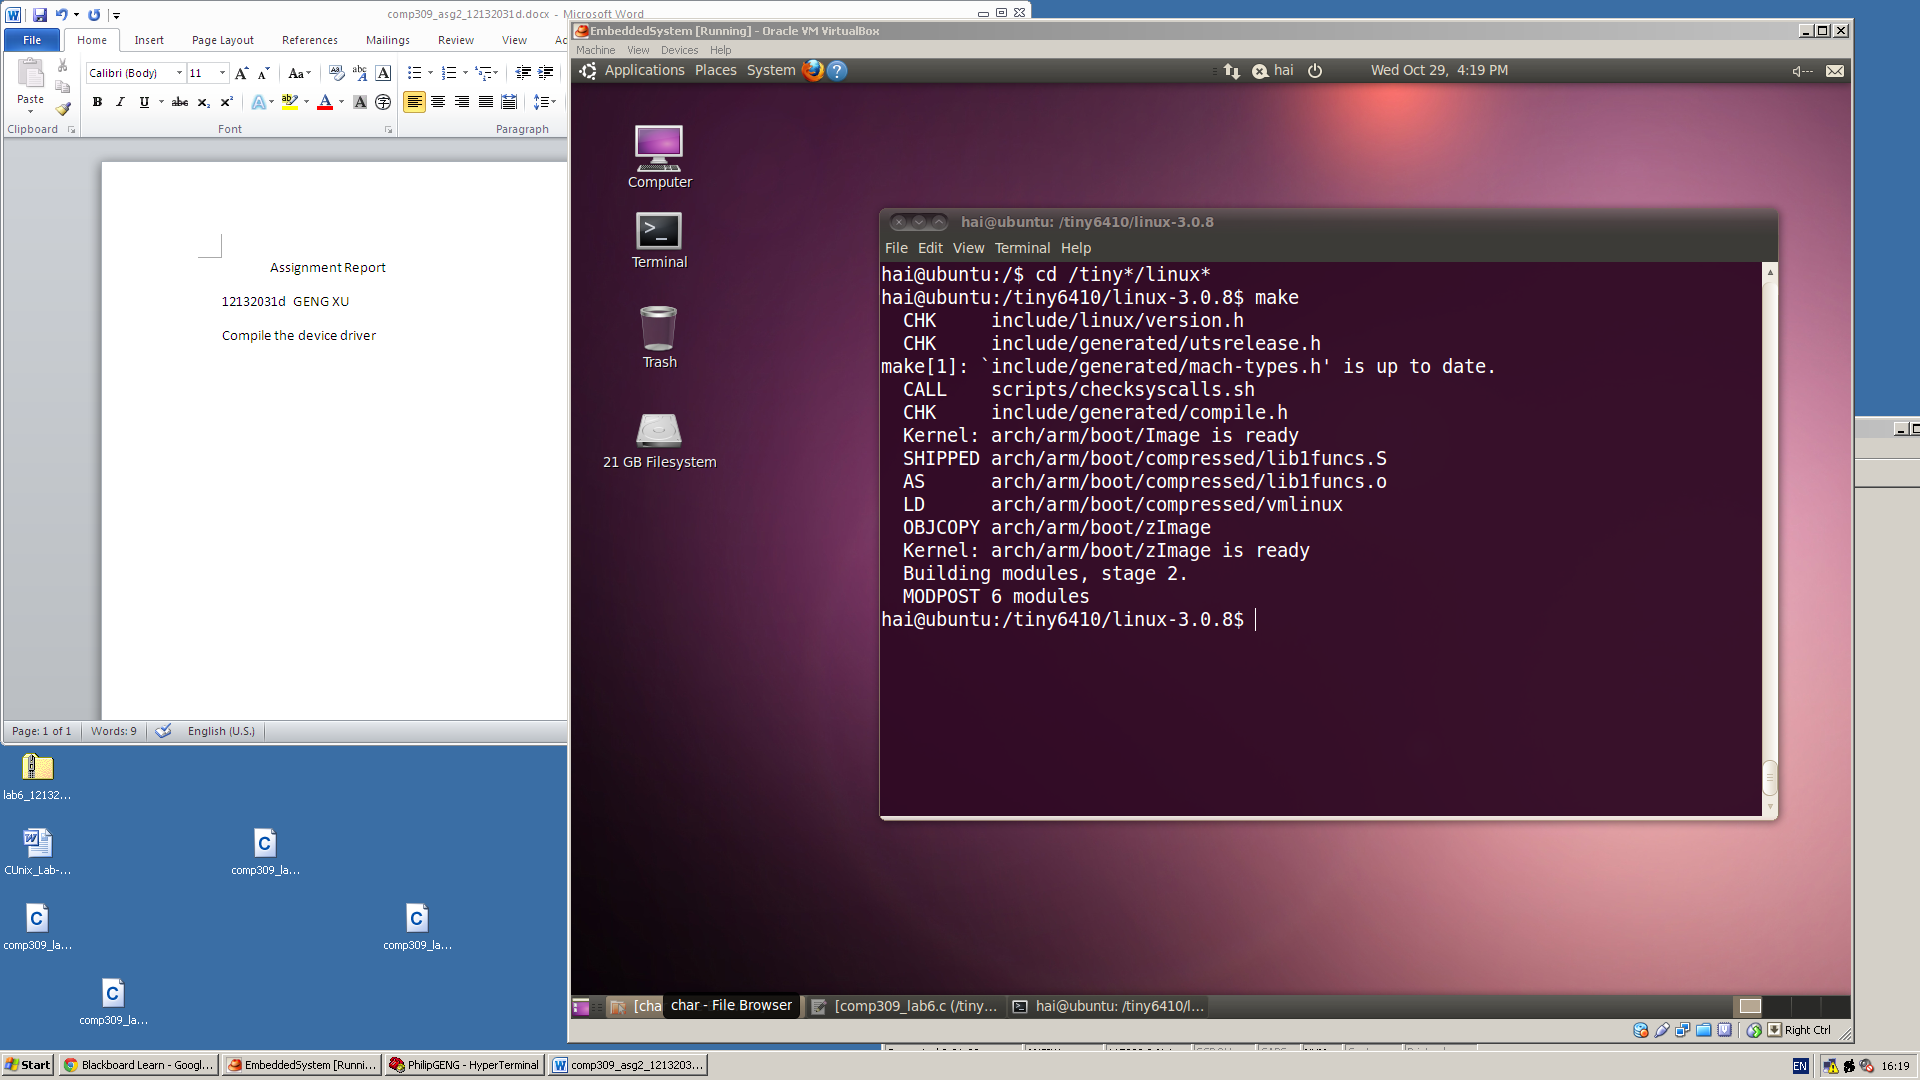 comp309_asg2_12132031d.docx - Microsoft Word
File Home Insert Page Layout References Mailings Review View
Calibri (Body) 11
Paste
Clipboard Font Paragraph
Assignment Report
12132031d GENG XU
Compile the device driver
Page: 1 of 1 Words: 9 English (U.S.)
EmbeddedSystem [Running] - Oracle VM VirtualBox
Machine View Devices Help
Applications Places System hai Wed Oct 29, 4:19 PM
Computer
Terminal
Trash
21 GB Filesystem
hai@ubuntu: /tiny6410/linux-3.0.8
File Edit View Terminal Help
hai@ubuntu:/$ cd /tiny*/linux*
hai@ubuntu:/tiny6410/linux-3.0.8$ make
CHK include/linux/version.h
CHK include/generated/utsrelease.h
make[1]: `include/generated/mach-types.h' is up to date.
CALL scripts/checksyscalls.sh
CHK include/generated/compile.h
Kernel: arch/arm/boot/Image is ready
SHIPPED arch/arm/boot/compressed/lib1funcs.S
AS arch/arm/boot/compressed/lib1funcs.o
LD arch/arm/boot/compressed/vmlinux
OBJCOPY arch/arm/boot/zImage
Kernel: arch/arm/boot/zImage is ready
Building modules, stage 2.
MODPOST 6 modules
hai@ubuntu:/tiny6410/linux-3.0.8$
[cha char - File Browser [comp309_lab6.c (/tiny... hai@ubuntu: /tiny6410/l...
Right Ctrl
lab6_12132...
CUnix_Lab-...
comp309_la...
comp309_la...
comp309_la...
comp309_la...
Start Blackboard Learn - Googl... EmbeddedSystem [Runni... PhilipGENG - HyperTerminal comp309_asg2_1213203... EN 16:19